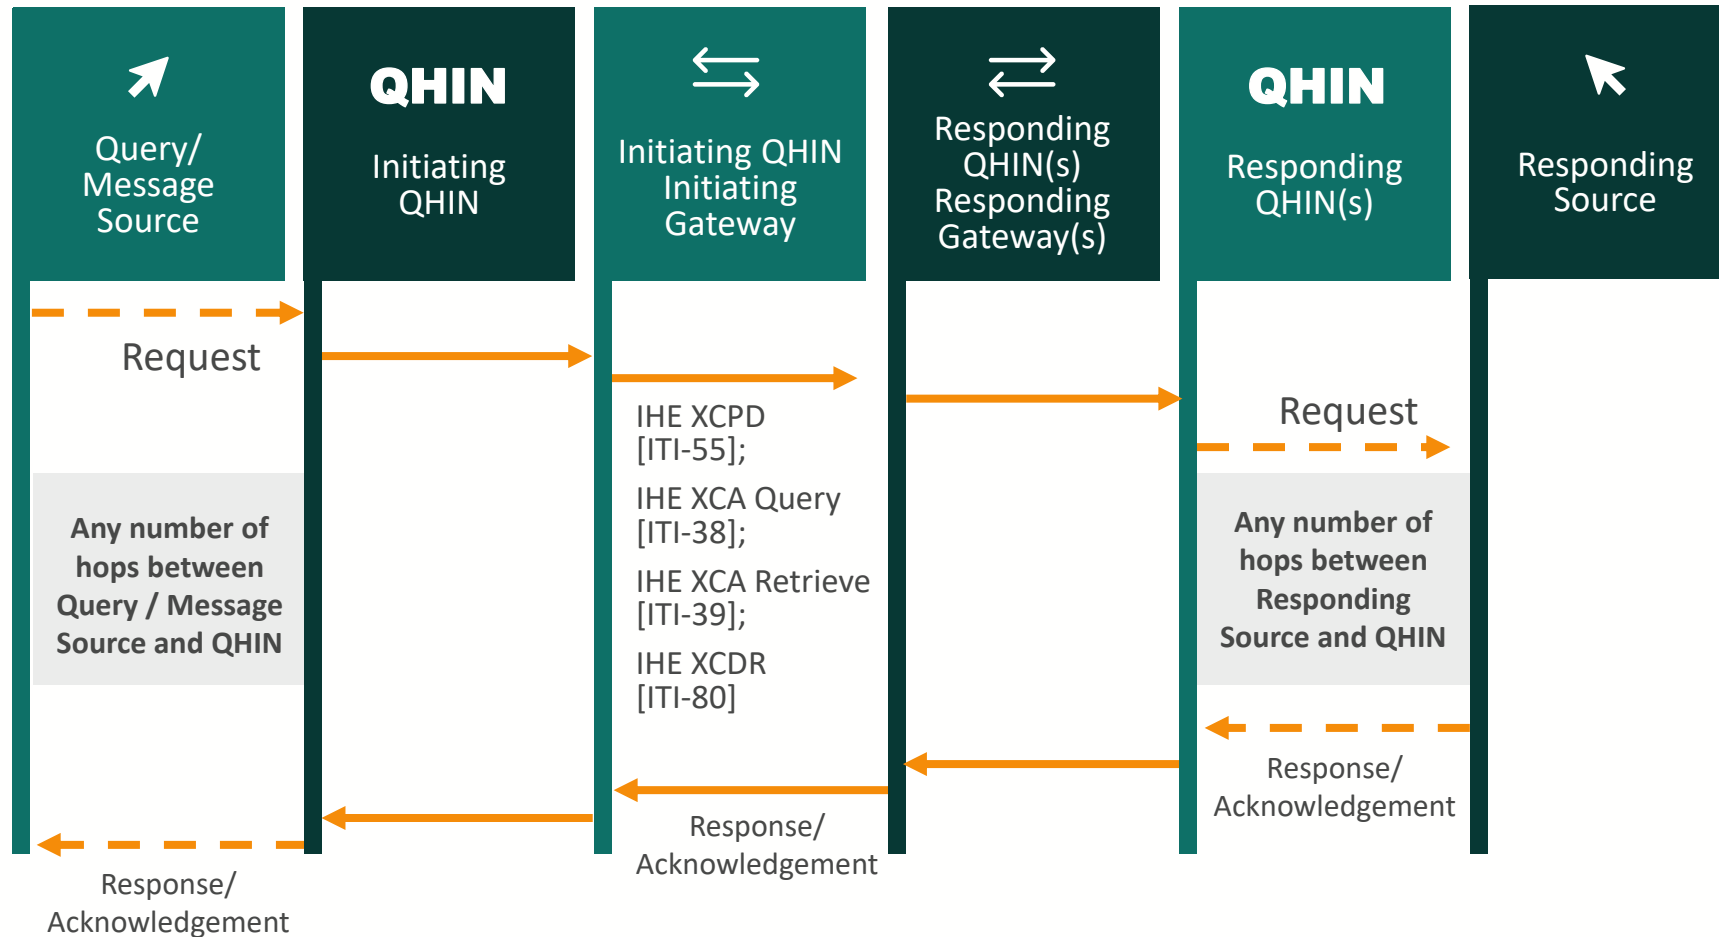 Query/
Message
Source
QHIN
Initiating
QHIN
Initiating QHIN
Initiating
Gateway
Responding
QHIN(s)
Responding
Gateway(s)
QHIN
Responding
QHIN(s)
Responding
Source
Request
IHE XCPD
[ITI-55];
IHE XCA Query
[ITI-38];
IHE XCA Retrieve
[ITI-39];
IHE XCDR
[ITI-80]
Request
Any number of
hops between
Query / Message
Source and QHIN
Any number of
hops between
Responding
Source and QHIN
Response/
Acknowledgement
Response/
Acknowledgement
Response/
Acknowledgement